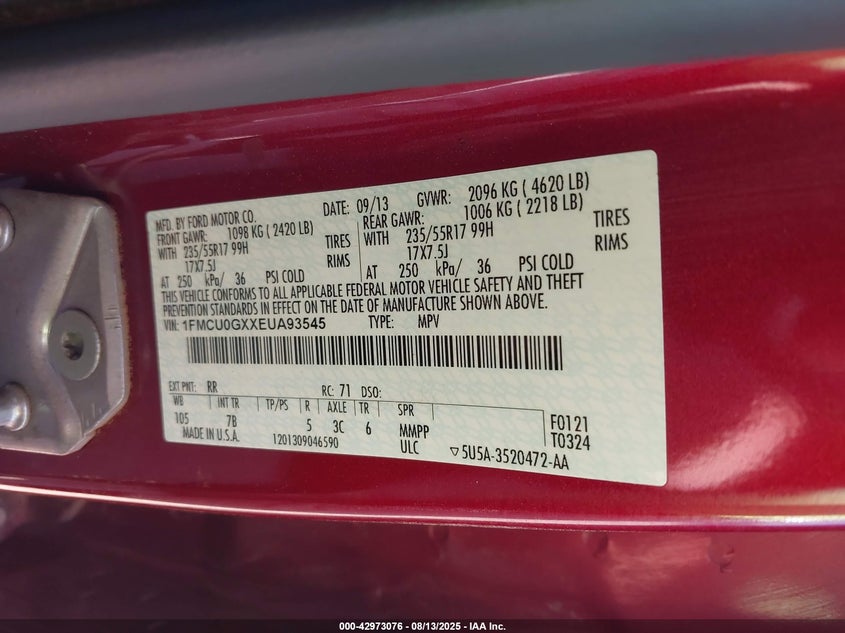 MFD. BY FORD MOTOR CO. DATE: 09/13 GVWR: 2096 KG ( 4620 LB)
FRONT GAWR: 1098 KG ( 2420 LB) REAR GAWR: 1006 KG ( 2218 LB)
WITH 235/55R17 99H TIRES WITH 235/55R17 99H TIRES
17X7.5J RIMS 17X7.5J RIMS
AT 250 kPa/ 36 PSI COLD AT 250 kPa/ 36 PSI COLD
THIS VEHICLE CONFORMS TO ALL APPLICABLE FEDERAL MOTOR VEHICLE SAFETY AND THEFT
PREVENTION STANDARDS IN EFFECT ON THE DATE OF MANUFACTURE SHOWN ABOVE.
VIN: 1FMCU0GXXEUA93545 TYPE: MPV
EXT PNT: RR RC: 71 DSO:
WB INT TR TP/PS R AXLE TR SPR
105 7B 5 3C 6 MMPP F0121
MADE IN U.S.A. 1201309046590 ULC T0324
▽5U5A-3520472-AA
000-42973076 - 08/13/2025 - IAA Inc.